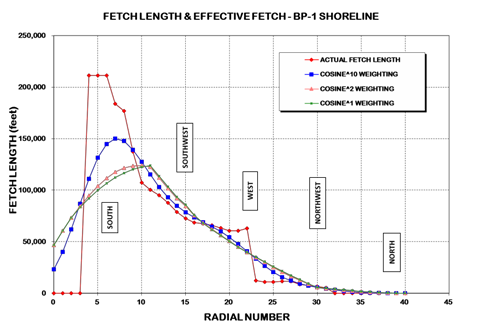 FETCH LENGTH & EFFECTIVE FETCH - BP-1 SHORELINE
250,000
200,000
150,000
100,000
50,000
0
FETCH LENGTH (feet)
ACTUAL FETCH LENGTH
COSINE^10 WEIGHTING
COSINE^2 WEIGHTING
COSINE^1 WEIGHTING
SOUTH
SOUTHWEST
WEST
NORTHWEST
NORTH
0 5 10 15 20 25 30 35 40 45
RADIAL NUMBER